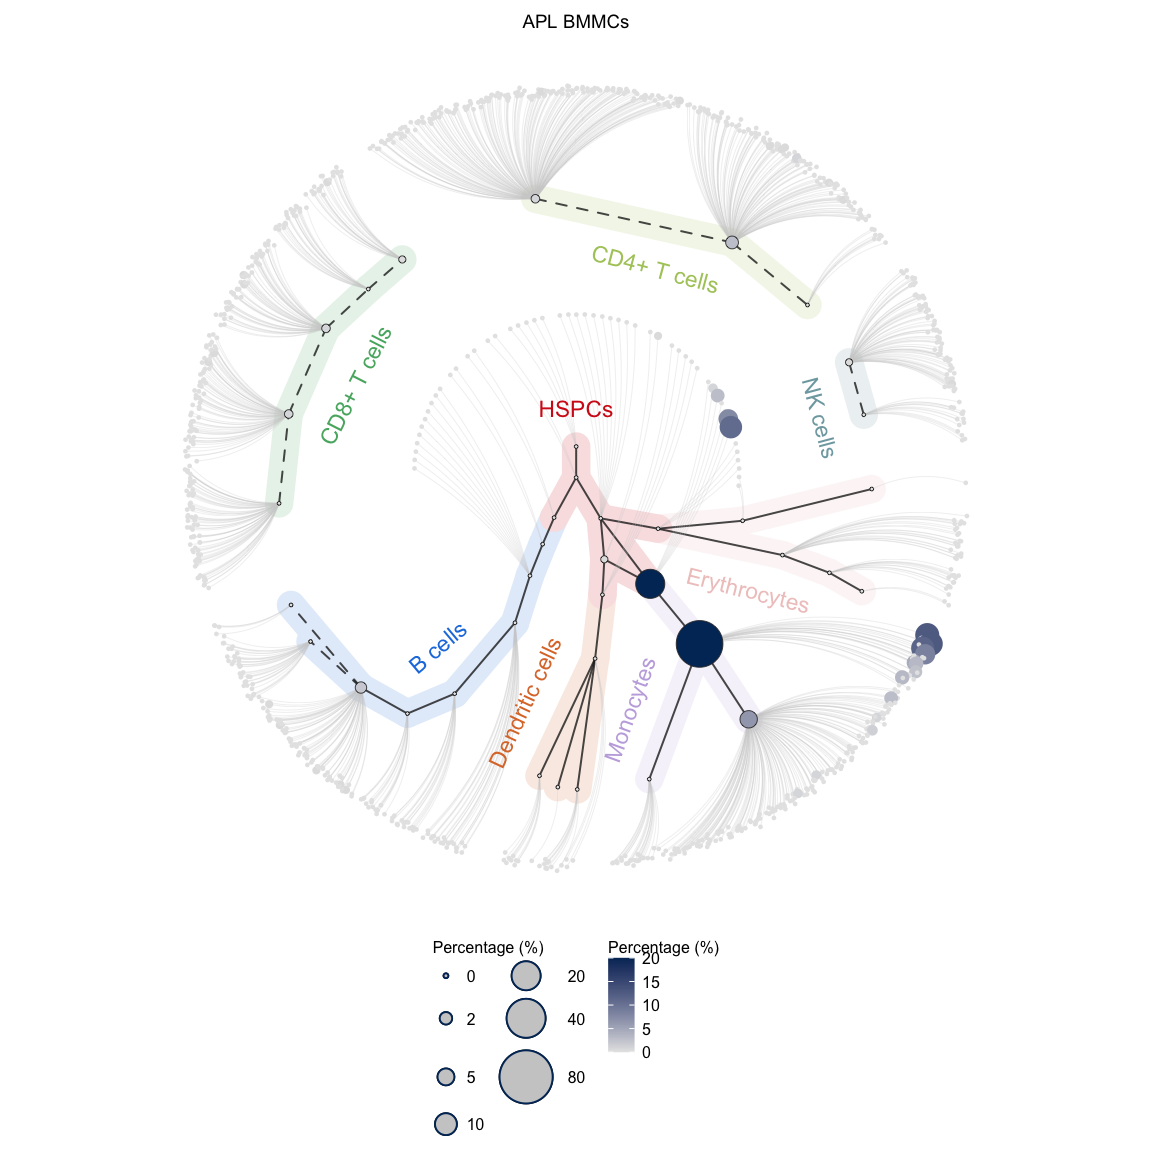 APL BMMCs
CD4+ T cells
CD8+ T cells
NK cells
HSPCs
Erythrocytes
B cells
Dendritic cells
Monocytes
Percentage (%)
0
20
2
40
5
80
10
Percentage (%)
20
15
10
5
0